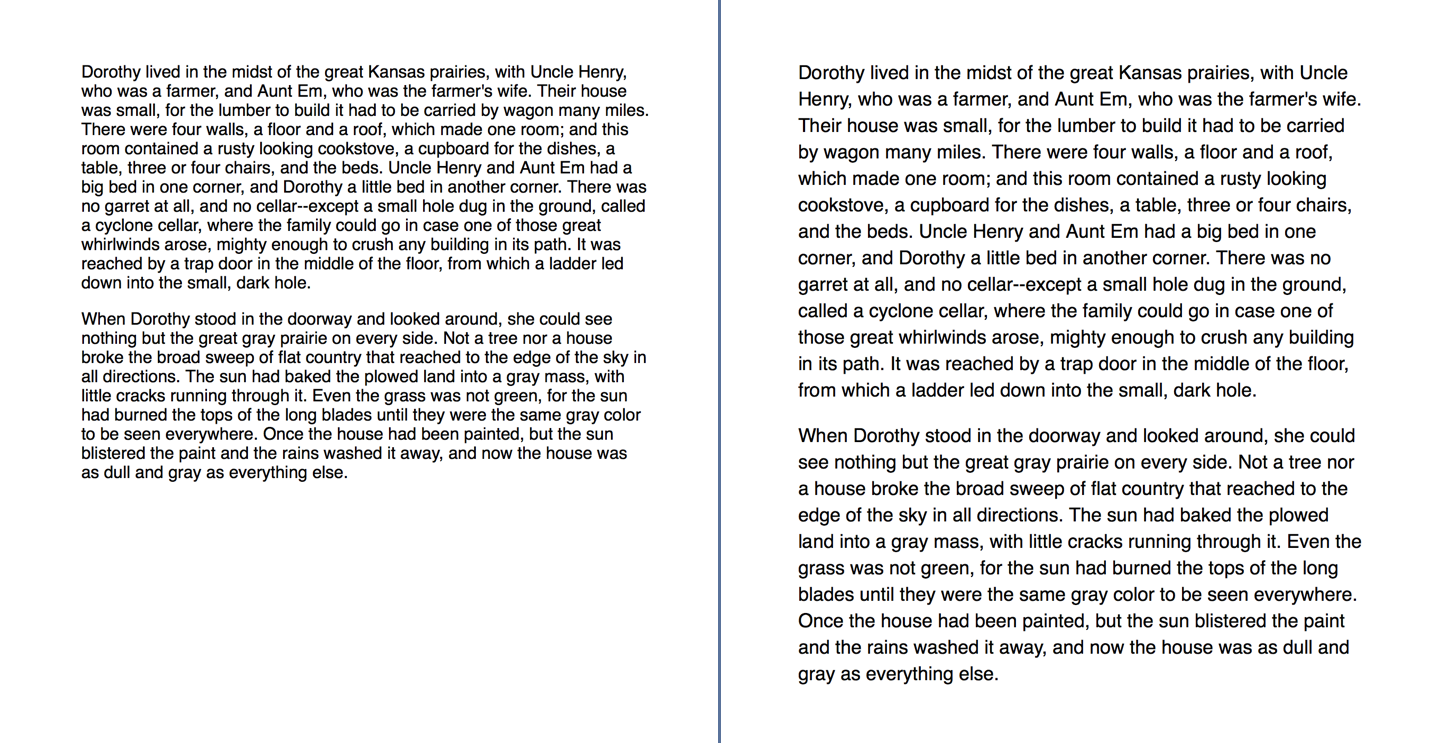 Dorothy lived in the midst of the great Kansas prairies, with Uncle Henry,
who was a farmer, and Aunt Em, who was the farmer's wife. Their house
was small, for the lumber to build it had to be carried by wagon many miles.
There were four walls, a floor and a roof, which made one room; and this
room contained a rusty looking cookstove, a cupboard for the dishes, a
table, three or four chairs, and the beds. Uncle Henry and Aunt Em had a
big bed in one corner, and Dorothy a little bed in another corner. There was
no garret at all, and no cellar--except a small hole dug in the ground, called
a cyclone cellar, where the family could go in case one of those great
whirlwinds arose, mighty enough to crush any building in its path. It was
reached by a trap door in the middle of the floor, from which a ladder led
down into the small, dark hole.
When Dorothy stood in the doorway and looked around, she could see
nothing but the great gray prairie on every side. Not a tree nor a house
broke the broad sweep of flat country that reached to the edge of the sky in
all directions. The sun had baked the plowed land into a gray mass, with
little cracks running through it. Even the grass was not green, for the sun
had burned the tops of the long blades until they were the same gray color
to be seen everywhere. Once the house had been painted, but the sun
blistered the paint and the rains washed it away, and now the house was
as dull and gray as everything else.
Dorothy lived in the midst of the great Kansas prairies, with Uncle
Henry, who was a farmer, and Aunt Em, who was the farmer's wife.
Their house was small, for the lumber to build it had to be carried
by wagon many miles. There were four walls, a floor and a roof,
which made one room; and this room contained a rusty looking
cookstove, a cupboard for the dishes, a table, three or four chairs,
and the beds. Uncle Henry and Aunt Em had a big bed in one
corner, and Dorothy a little bed in another corner. There was no
garret at all, and no cellar--except a small hole dug in the ground,
called a cyclone cellar, where the family could go in case one of
those great whirlwinds arose, mighty enough to crush any building
in its path. It was reached by a trap door in the middle of the floor,
from which a ladder led down into the small, dark hole.
When Dorothy stood in the doorway and looked around, she could
see nothing but the great gray prairie on every side. Not a tree nor
a house broke the broad sweep of flat country that reached to the
edge of the sky in all directions. The sun had baked the plowed
land into a gray mass, with little cracks running through it. Even the
grass was not green, for the sun had burned the tops of the long
blades until they were the same gray color to be seen everywhere.
Once the house had been painted, but the sun blistered the paint
and the rains washed it away, and now the house was as dull and
gray as everything else.